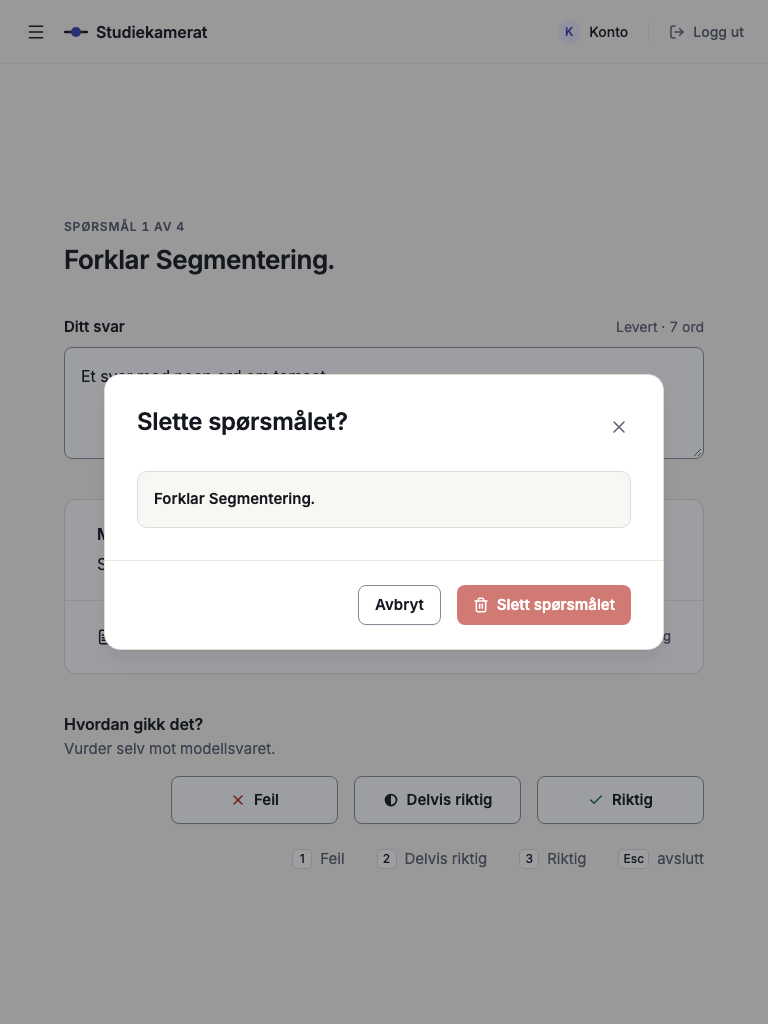 Studiekamerat
K Konto
Logg ut
SPØRSMÅL 1 AV 4
Forklar Segmentering.
Ditt svar
Levert · 7 ord
Et
Slette spørsmålet?
Forklar Segmentering.
Avbryt
Slett spørsmålet
Hvordan gikk det?
Vurder selv mot modellsvaret.
Feil
Delvis riktig
Riktig
1 Feil
2 Delvis riktig
3 Riktig
Esc avslutt